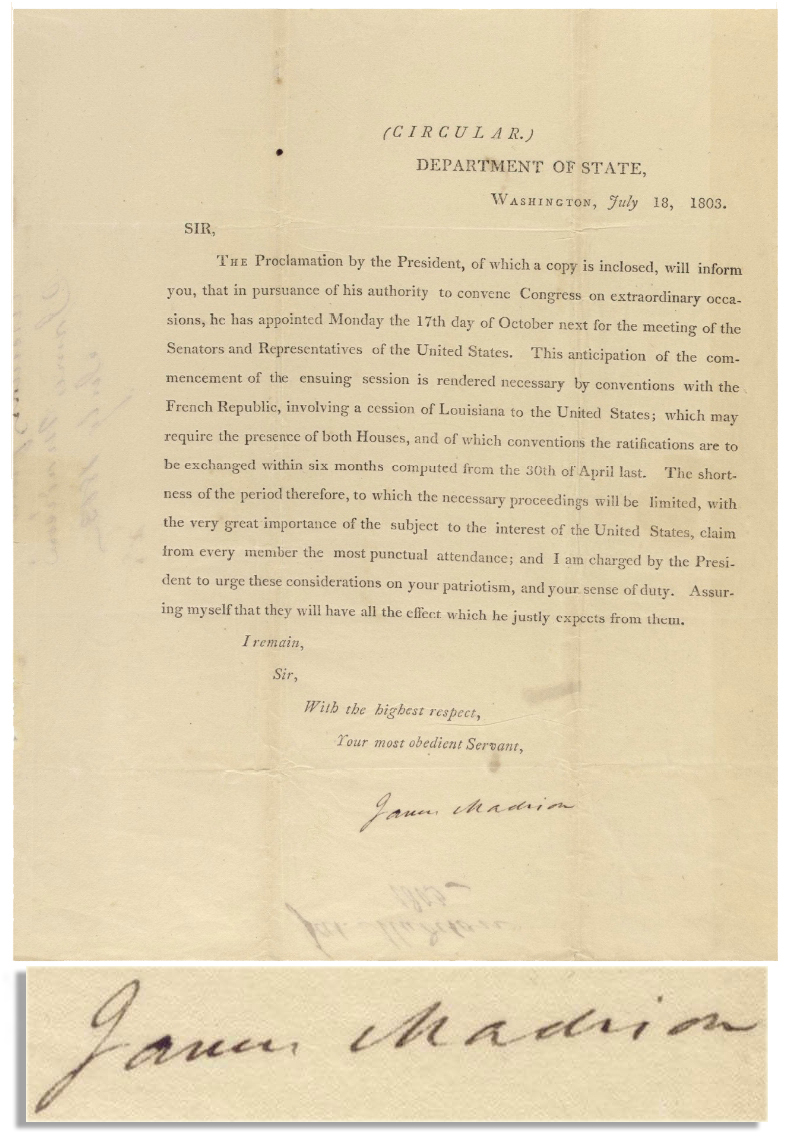 (CIRCULAR.)
DEPARTMENT OF STATE,
WASHINGTON, July 18, 1803.
SIR,
THE Proclamation by the President, of which a copy is inclosed, will inform
you, that in pursuance of his authority to convene Congress on extraordinary occa-
sions, he has appointed Monday the 17th day of October next for the meeting of the
Senators and Representatives of the United States. This anticipation of the com-
mencement of the ensuing session is rendered necessary by conventions with the
French Republic, involving a cession of Louisiana to the United States; which may
require the presence of both Houses, and of which conventions the ratifications are to
be exchanged within six months computed from the 30th of April last. The short-
ness of the period therefore, to which the necessary proceedings will be limited, with
the very great importance of the subject to the interest of the United States, claim
from every member the most punctual attendance; and I am charged by the Presi-
dent to urge these considerations on your patriotism, and your sense of duty. Assur-
ing myself that they will have all the effect which he justly expects from them.
I remain,
Sir,
With the highest respect,
Your most obedient Servant,
James Madison
James Madison